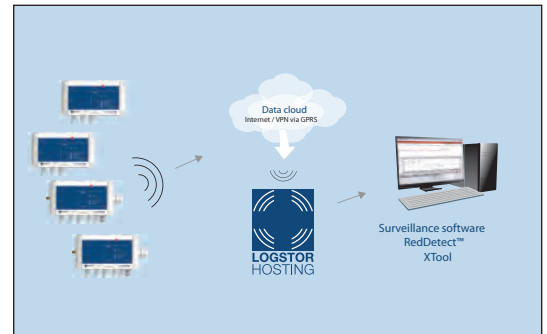 Data cloud
Internet / VPN via GPRS
LOGSTOR
HOSTING
Surveillance software
RedDetect™
XTool